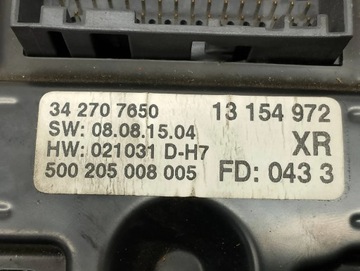 34 270 7650 13 154 972
SW: 08.08.15.04 XR
HW: 021031 D-H7
500 205 008 005 FD: 043 3